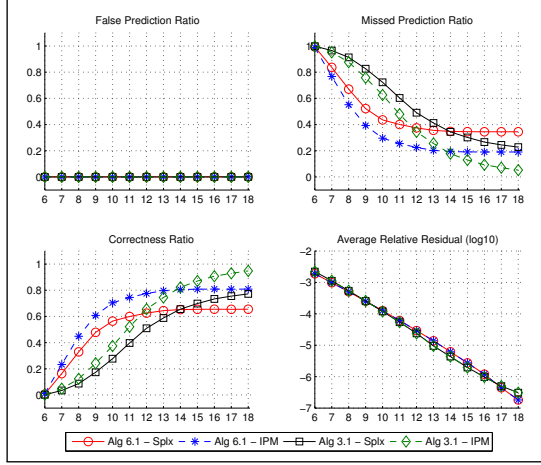 False Prediction Ratio
1
0.8
0.6
0.4
0.2
0
6 7 8 9 10 11 12 13 14 15 16 17 18
Missed Prediction Ratio
1
0.8
0.6
0.4
0.2
0
6 7 8 9 10 11 12 13 14 15 16 17 18
Correctness Ratio
1
0.8
0.6
0.4
0.2
0
6 7 8 9 10 11 12 13 14 15 16 17 18
Average Relative Residual (log10)
−2
−3
−4
−5
−6
−7
6 7 8 9 10 11 12 13 14 15 16 17 18
Alg 6.1 − Splx Alg 6.1 − IPM Alg 3.1 − Splx Alg 3.1 − IPM